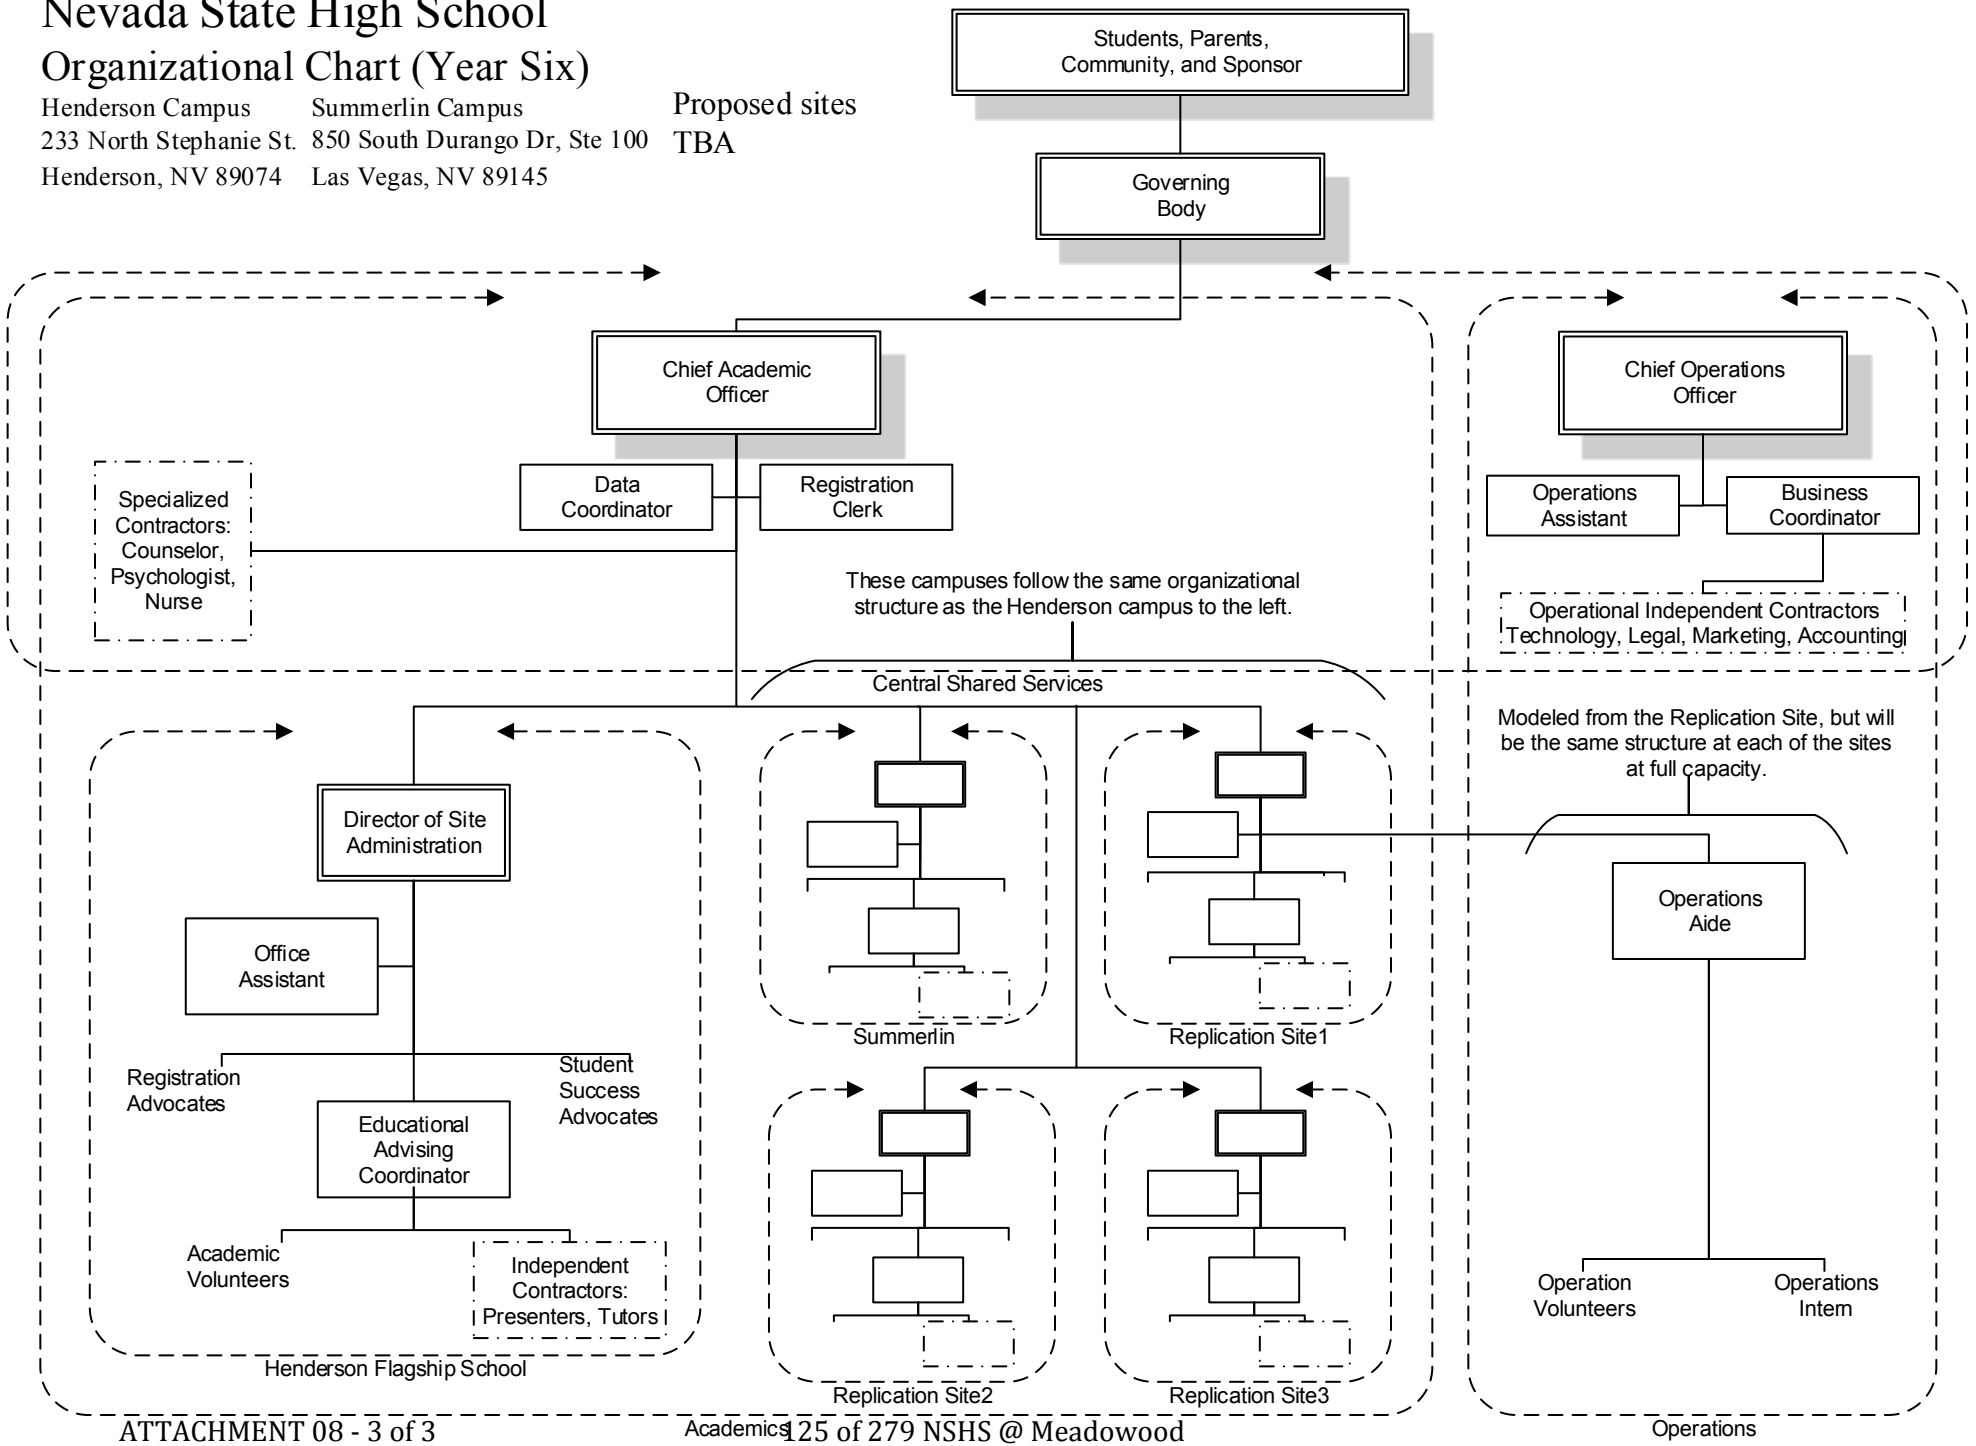 Nevada State High School
Organizational Chart (Year Six)
Henderson Campus
233 North Stephanie St.
Henderson, NV 89074
Summerlin Campus
850 South Durango Dr, Ste 100
Las Vegas, NV 89145
Proposed sites
TBA
Students, Parents,
Community, and Sponsor
Governing
Body
Chief Academic
Officer
Chief Operations
Officer
Data
Coordinator
Registration
Clerk
Operations
Assistant
Business
Coordinator
Specialized
Contractors:
Counselor,
Psychologist,
Nurse
These campuses follow the same organizational
structure as the Henderson campus to the left.
Operational Independent Contractors
Technology, Legal, Marketing, Accounting
Central Shared Services
Modeled from the Replication Site, but will
be the same structure at each of the sites
at full capacity.
Director of Site
Administration
Office
Assistant
Registration
Advocates
Student
Success
Advocates
Educational
Advising
Coordinator
Academic
Volunteers
Independent
Contractors:
Presenters, Tutors
Henderson Flagship School
Summerlin
Replication Site1
Replication Site2
Replication Site3
Operations
Aide
Operation
Volunteers
Operations
Intern
Academics
Operations
ATTACHMENT 08 - 3 of 3
125 of 279 NSHS @ Meadowood